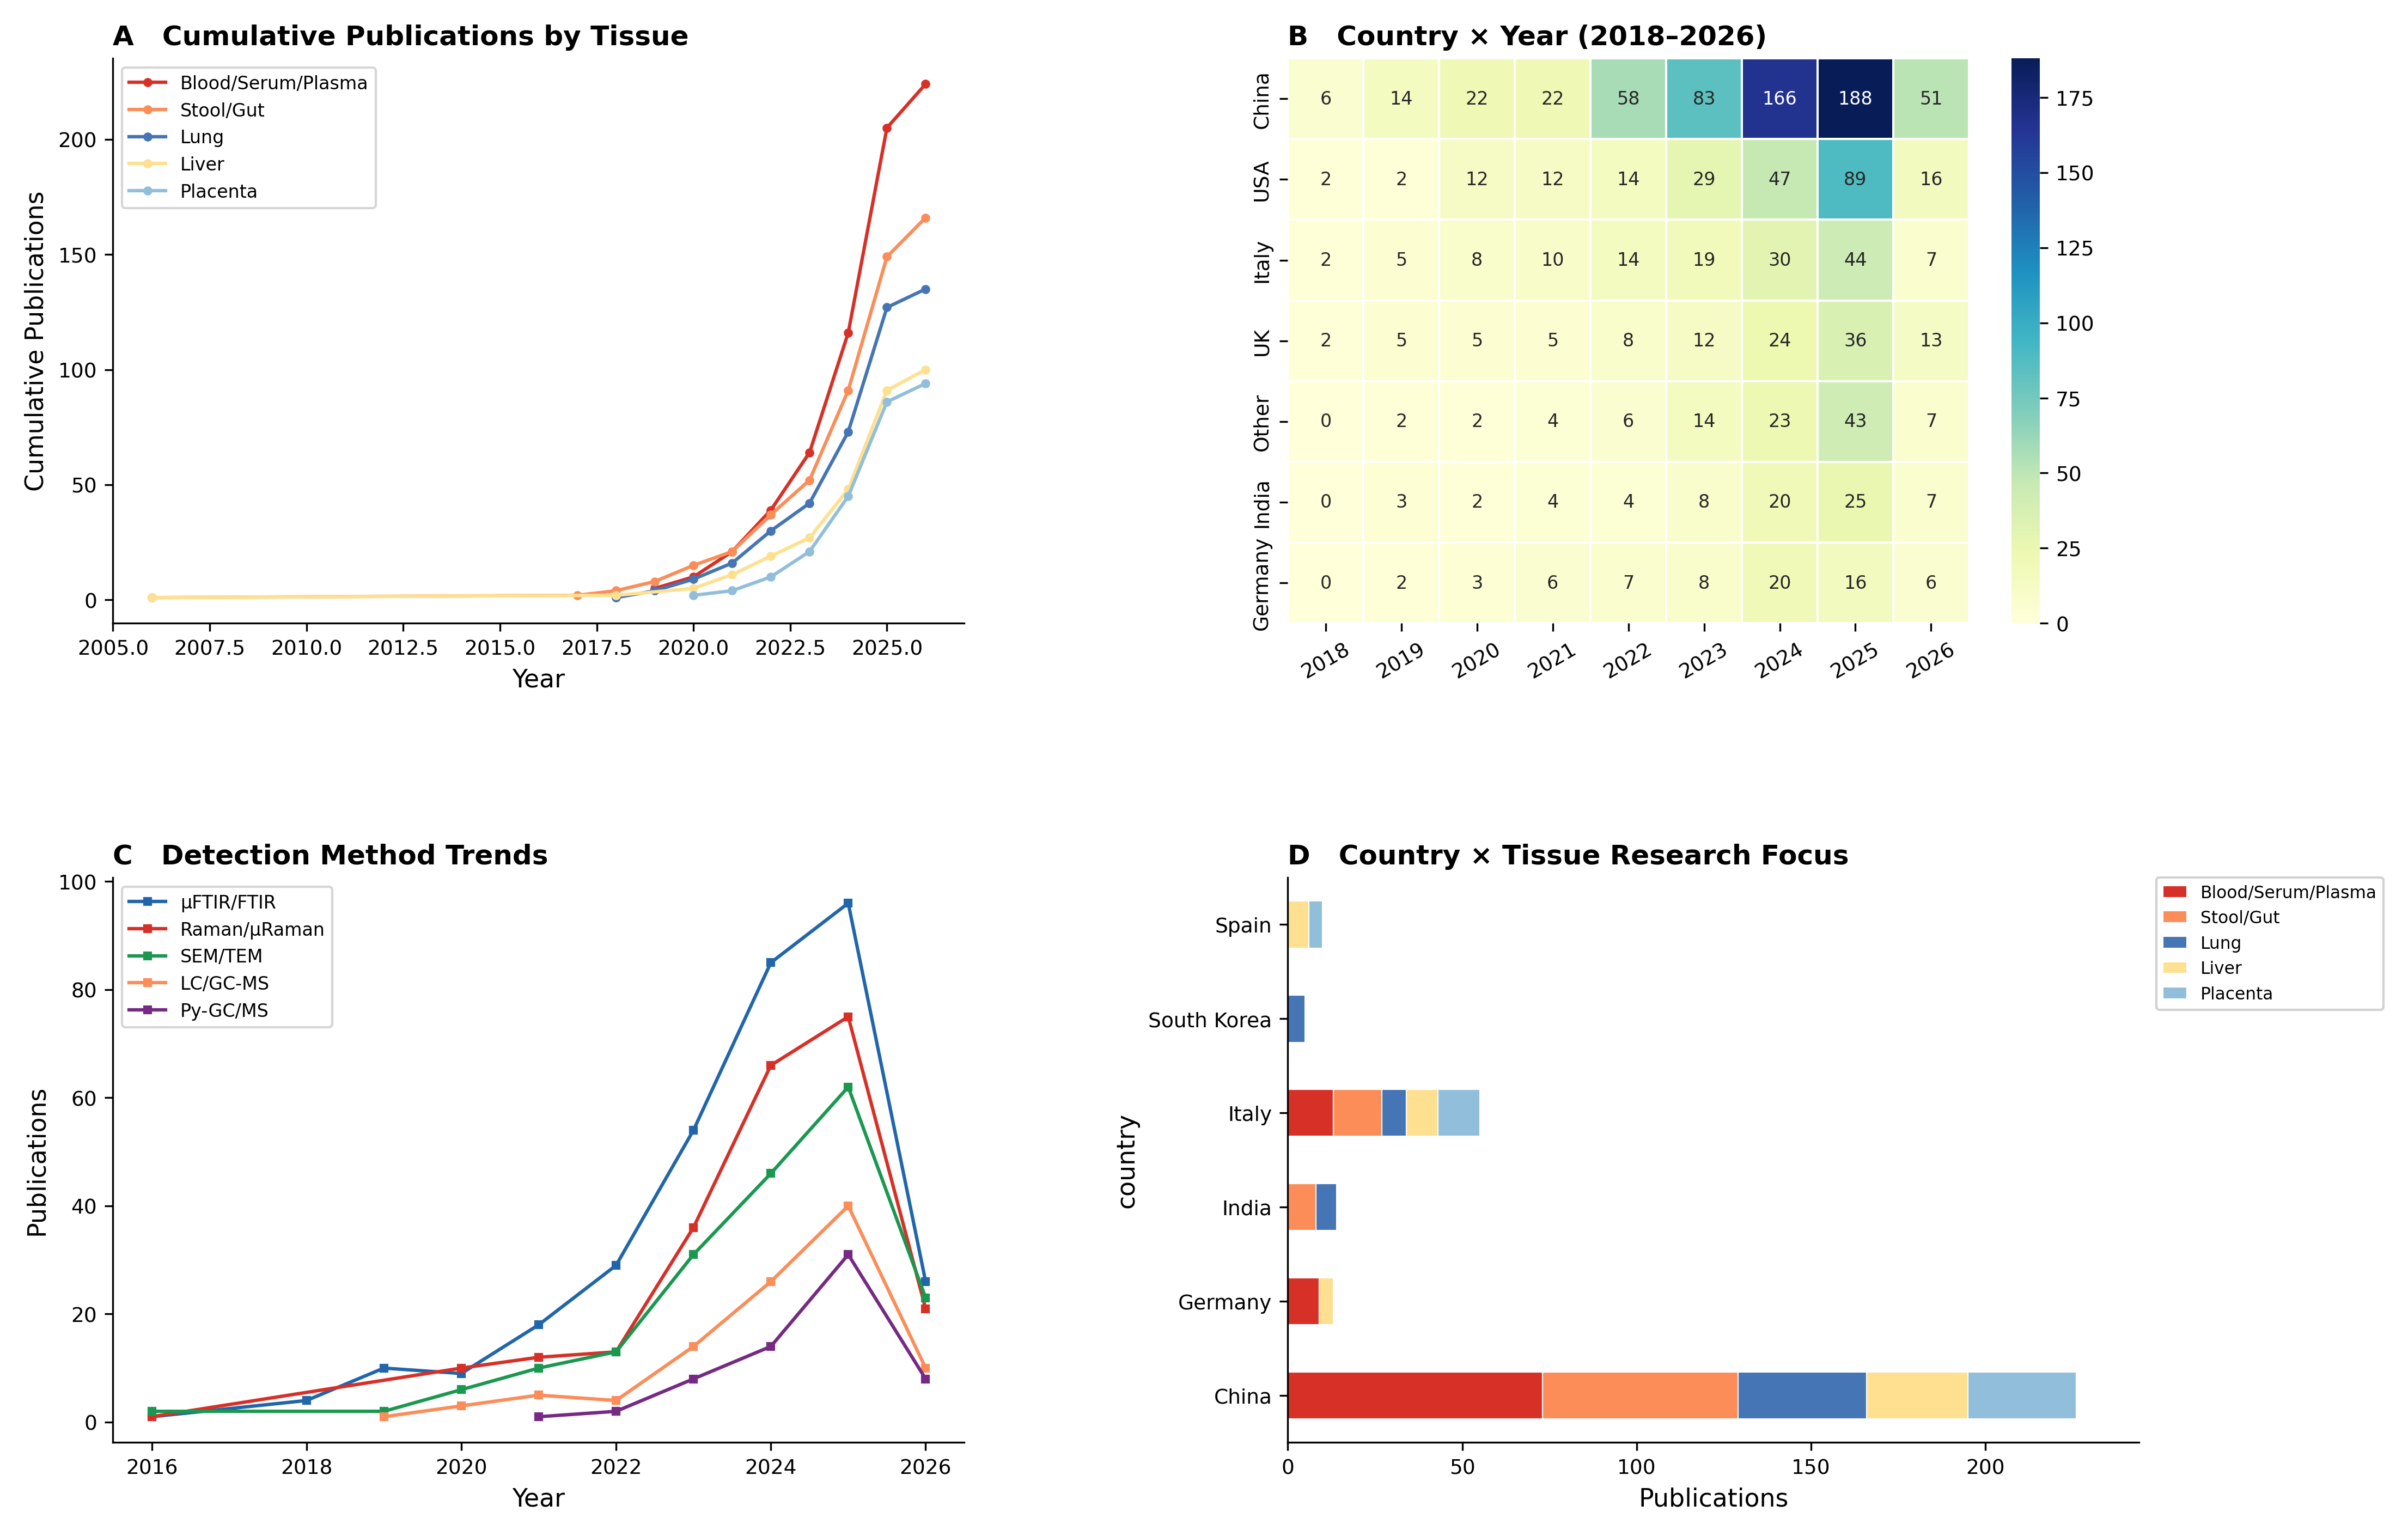 A Cumulative Publications by Tissue
Blood/Serum/Plasma
Stool/Gut
Lung
Liver
Placenta
Cumulative Publications
200
150
100
50
0
2005.0 2007.5 2010.0 2012.5 2015.0 2017.5 2020.0 2022.5 2025.0
Year
B Country × Year (2018–2026)
China 6 14 22 22 58 83 166 188 51
USA 2 2 12 12 14 29 47 89 16
Italy 2 5 8 10 14 19 30 44 7
UK 2 5 5 5 8 12 24 36 13
Other 0 2 2 4 6 14 23 43 7
India 0 3 2 4 4 8 20 25 7
Germany 0 2 3 6 7 8 20 16 6
2018 2019 2020 2021 2022 2023 2024 2025 2026
175
150
125
100
75
50
25
0
C Detection Method Trends
µFTIR/FTIR
Raman/µRaman
SEM/TEM
LC/GC-MS
Py-GC/MS
Publications
100
80
60
40
20
0
2016 2018 2020 2022 2024 2026
Year
D Country × Tissue Research Focus
Blood/Serum/Plasma
Stool/Gut
Lung
Liver
Placenta
country
Spain
South Korea
Italy
India
Germany
China
0 50 100 150 200
Publications